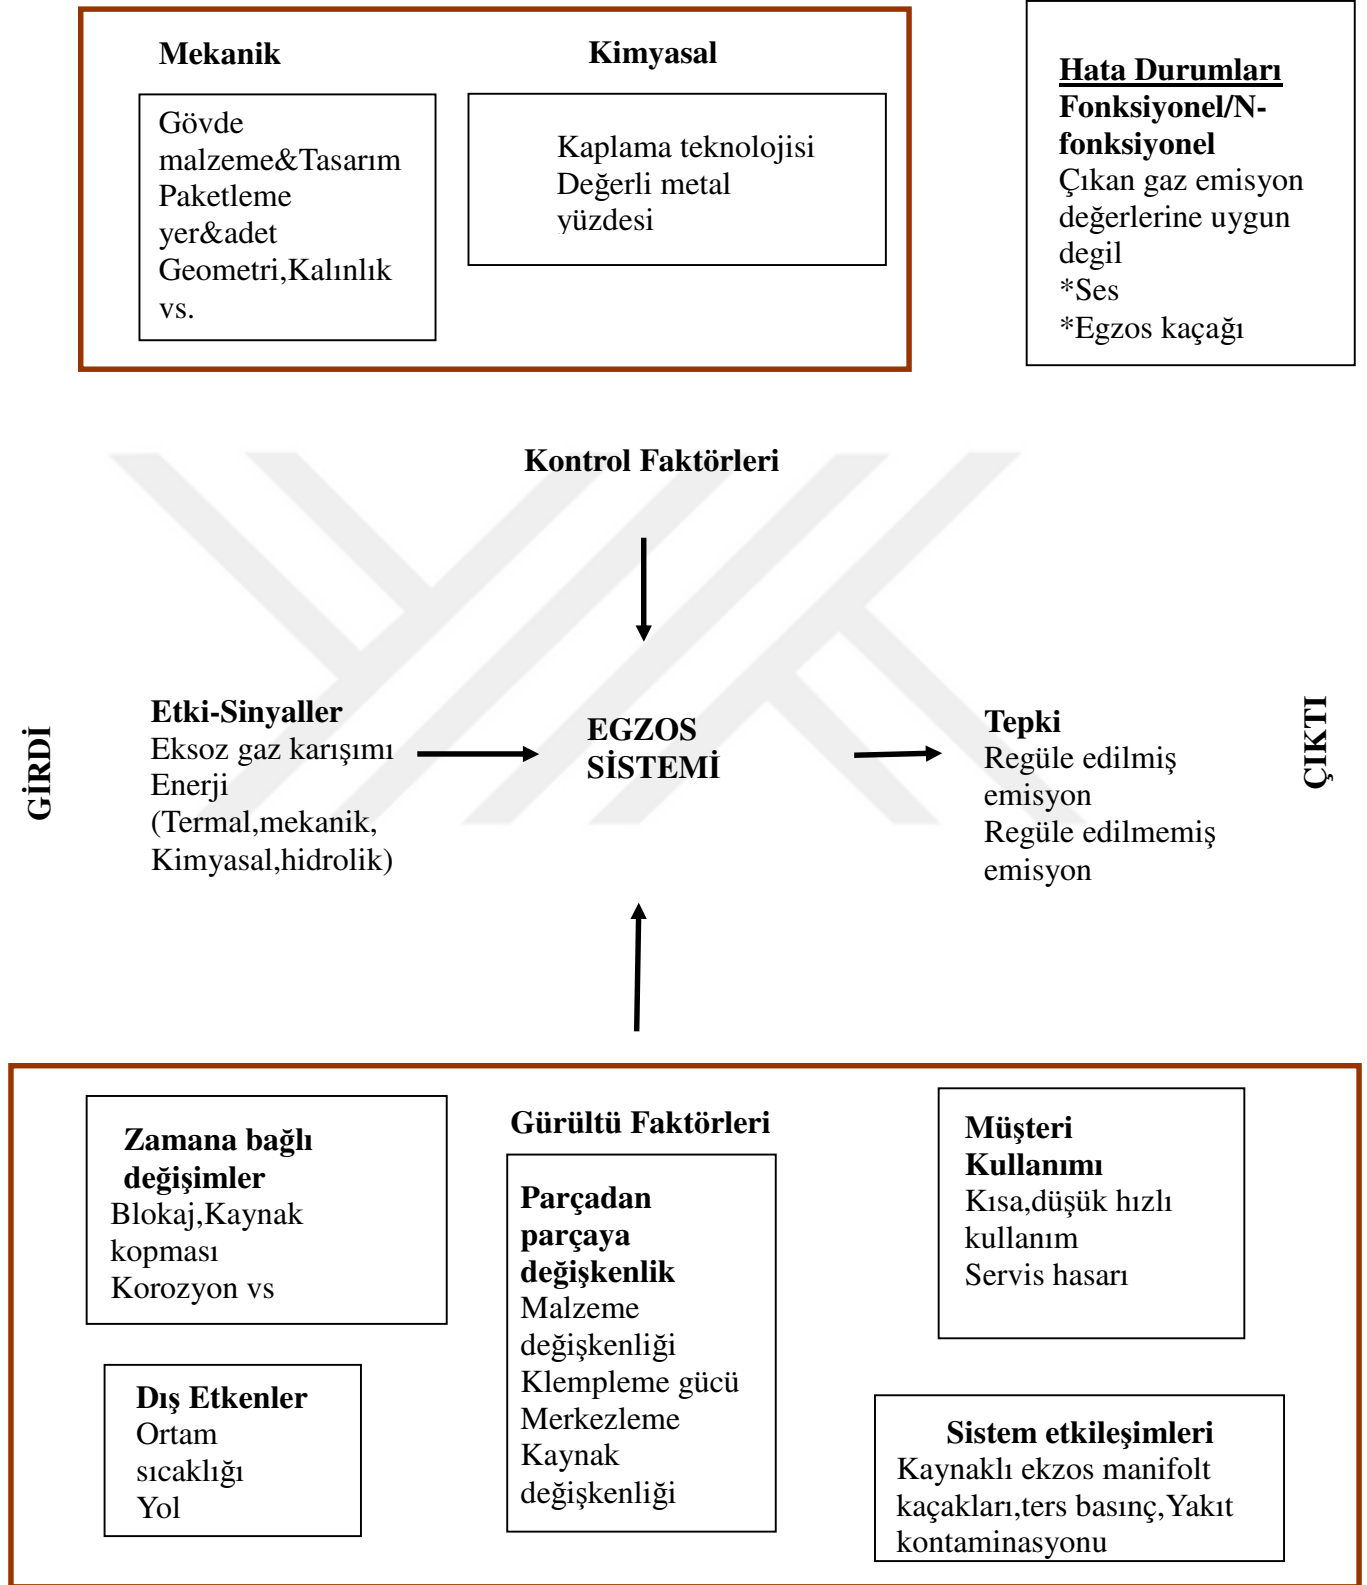 Mekanik
Gövde
malzeme&Tasarım
Paketleme
yer&adet
Geometri,Kalınlık
vs.
Kimyasal
Kaplama teknolojisi
Değerli metal
yüzdesi
Hata Durumları
Fonksiyonel/N-
fonksiyonel
Çıkan gaz emisyon
değerlerine uygun
degil
*Ses
*Egzos kaçağı
Kontrol Faktörleri
GİRDİ
Etki-Sinyaller
Eksoz gaz karışımı
Enerji
(Termal,mekanik,
Kimyasal,hidrolik)
EGZOS
SİSTEMİ
Tepki
Regüle edilmiş
emisyon
Regüle edilmemiş
emisyon
ÇIKTI
Gürültü Faktörleri
Zamana bağlı
değişimler
Blokaj,Kaynak
kopması
Korozyon vs
Dış Etkenler
Ortam
sıcaklığı
Yol
Parçadan
parçaya
değişkenlik
Malzeme
değişkenliği
Klempleme gücü
Merkezleme
Kaynak
değişkenliği
Müşteri
Kullanımı
Kısa,düşük hızlı
kullanım
Servis hasarı
Sistem etkileşimleri
Kaynaklı ekzos manifolt
kaçakları,ters basınç,Yakıt
kontaminasyonu